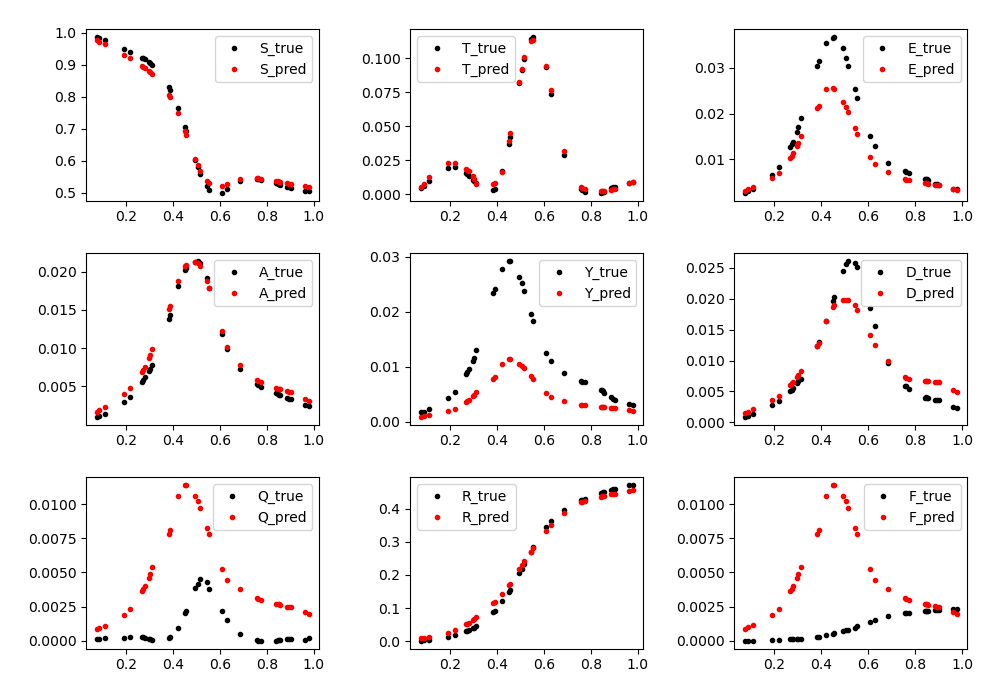 1.0
0.9
0.8
0.7
0.6
0.5
S_true
S_pred
0.2 0.4 0.6 0.8 1.0
0.100
0.075
0.050
0.025
0.000
T_true
T_pred
0.2 0.4 0.6 0.8 1.0
0.03
0.02
0.01
E_true
E_pred
0.2 0.4 0.6 0.8 1.0
0.020
0.015
0.010
0.005
A_true
A_pred
0.2 0.4 0.6 0.8 1.0
0.03
0.02
0.01
0.00
Y_true
Y_pred
0.2 0.4 0.6 0.8 1.0
0.025
0.020
0.015
0.010
0.005
0.000
D_true
D_pred
0.2 0.4 0.6 0.8 1.0
0.0100
0.0075
0.0050
0.0025
0.0000
Q_true
Q_pred
0.2 0.4 0.6 0.8 1.0
0.4
0.3
0.2
0.1
0.0
R_true
R_pred
0.2 0.4 0.6 0.8 1.0
0.0100
0.0075
0.0050
0.0025
0.0000
F_true
F_pred
0.2 0.4 0.6 0.8 1.0